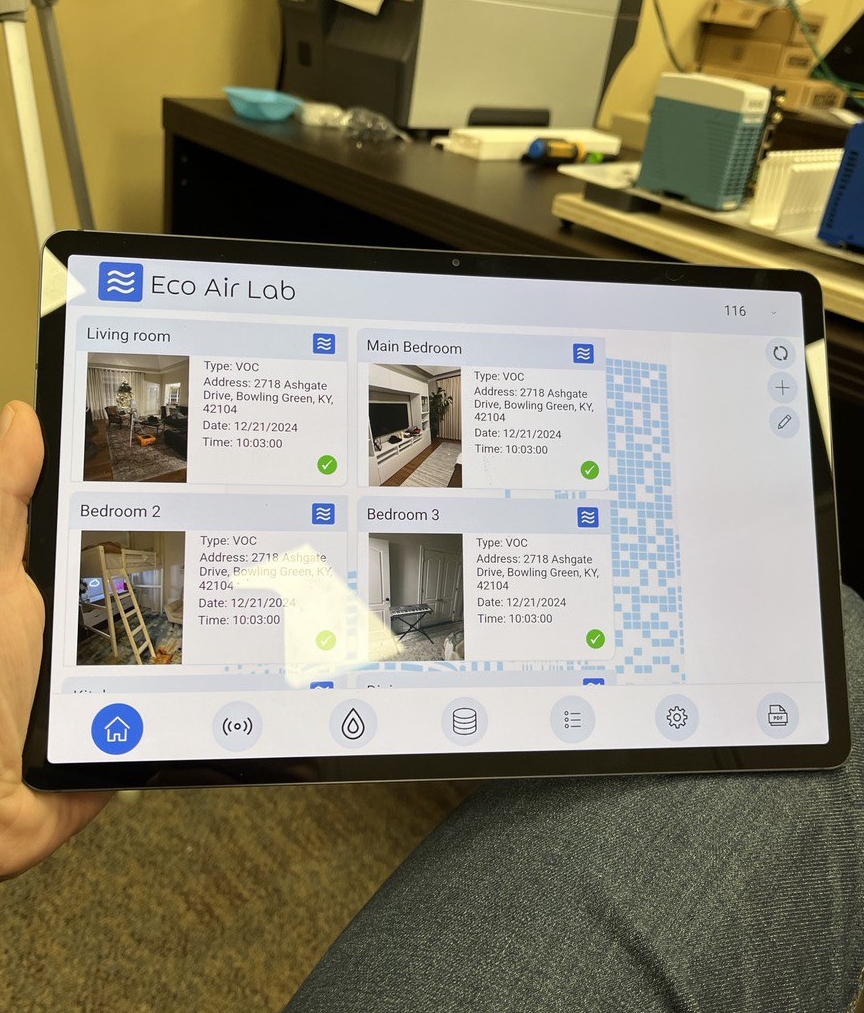 Eco Air Lab
116
Living room
Type: VOC
Address: 2718 Ashgate
Drive, Bowling Green, KY,
42104
Date: 12/21/2024
Time: 10:03:00
Main Bedroom
Type: VOC
Address: 2718 Ashgate
Drive, Bowling Green, KY,
42104
Date: 12/21/2024
Time: 10:03:00
Bedroom 2
Type: VOC
Address: 2718 Ashgate
Drive, Bowling Green, KY,
42104
Date: 12/21/2024
Time: 10:03:00
Bedroom 3
Type: VOC
Address: 2718 Ashgate
Drive, Bowling Green, KY,
42104
Date: 12/21/2024
Time: 10:03:00
PDF